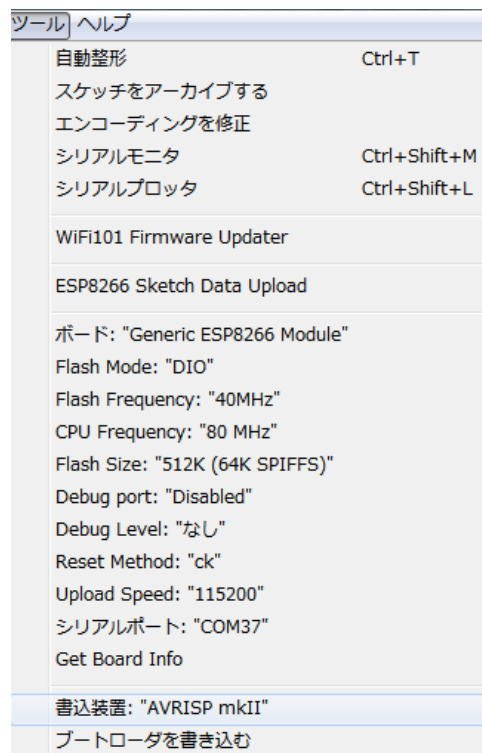 ツール ヘルプ
自動整形 Ctrl+T
スケッチをアーカイブする
エンコーディングを修正
シリアルモニタ Ctrl+Shift+M
シリアルプロッタ Ctrl+Shift+L
WiFi101 Firmware Updater
ESP8266 Sketch Data Upload
ボード: "Generic ESP8266 Module"
Flash Mode: "DIO"
Flash Frequency: "40MHz"
CPU Frequency: "80 MHz"
Flash Size: "512K (64K SPIFFS)"
Debug port: "Disabled"
Debug Level: "なし"
Reset Method: "ck"
Upload Speed: "115200"
シリアルポート: "COM37"
Get Board Info
書込装置: "AVRISP mkII"
ブートローダを書き込む